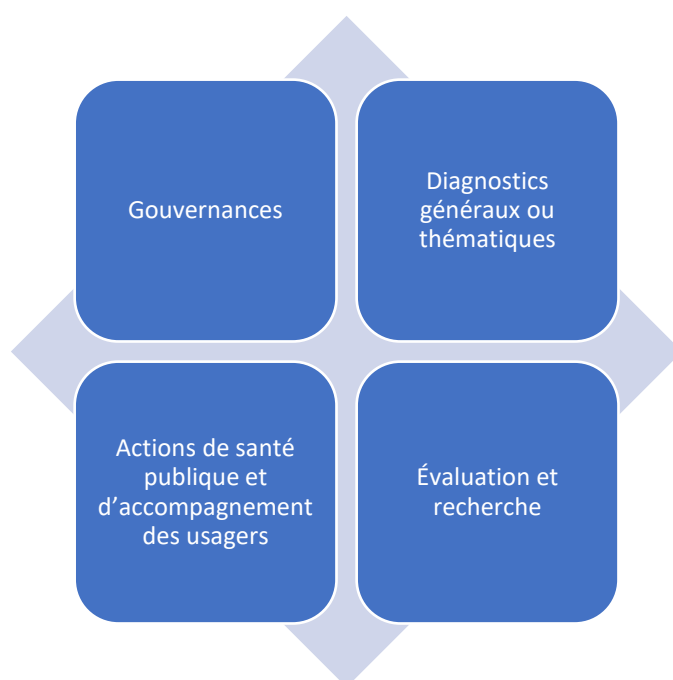 Gouvernances
Diagnostics
généraux ou
thématiques
Actions de santé
publique et
d’accompagnement
des usagers
Évaluation et
recherche